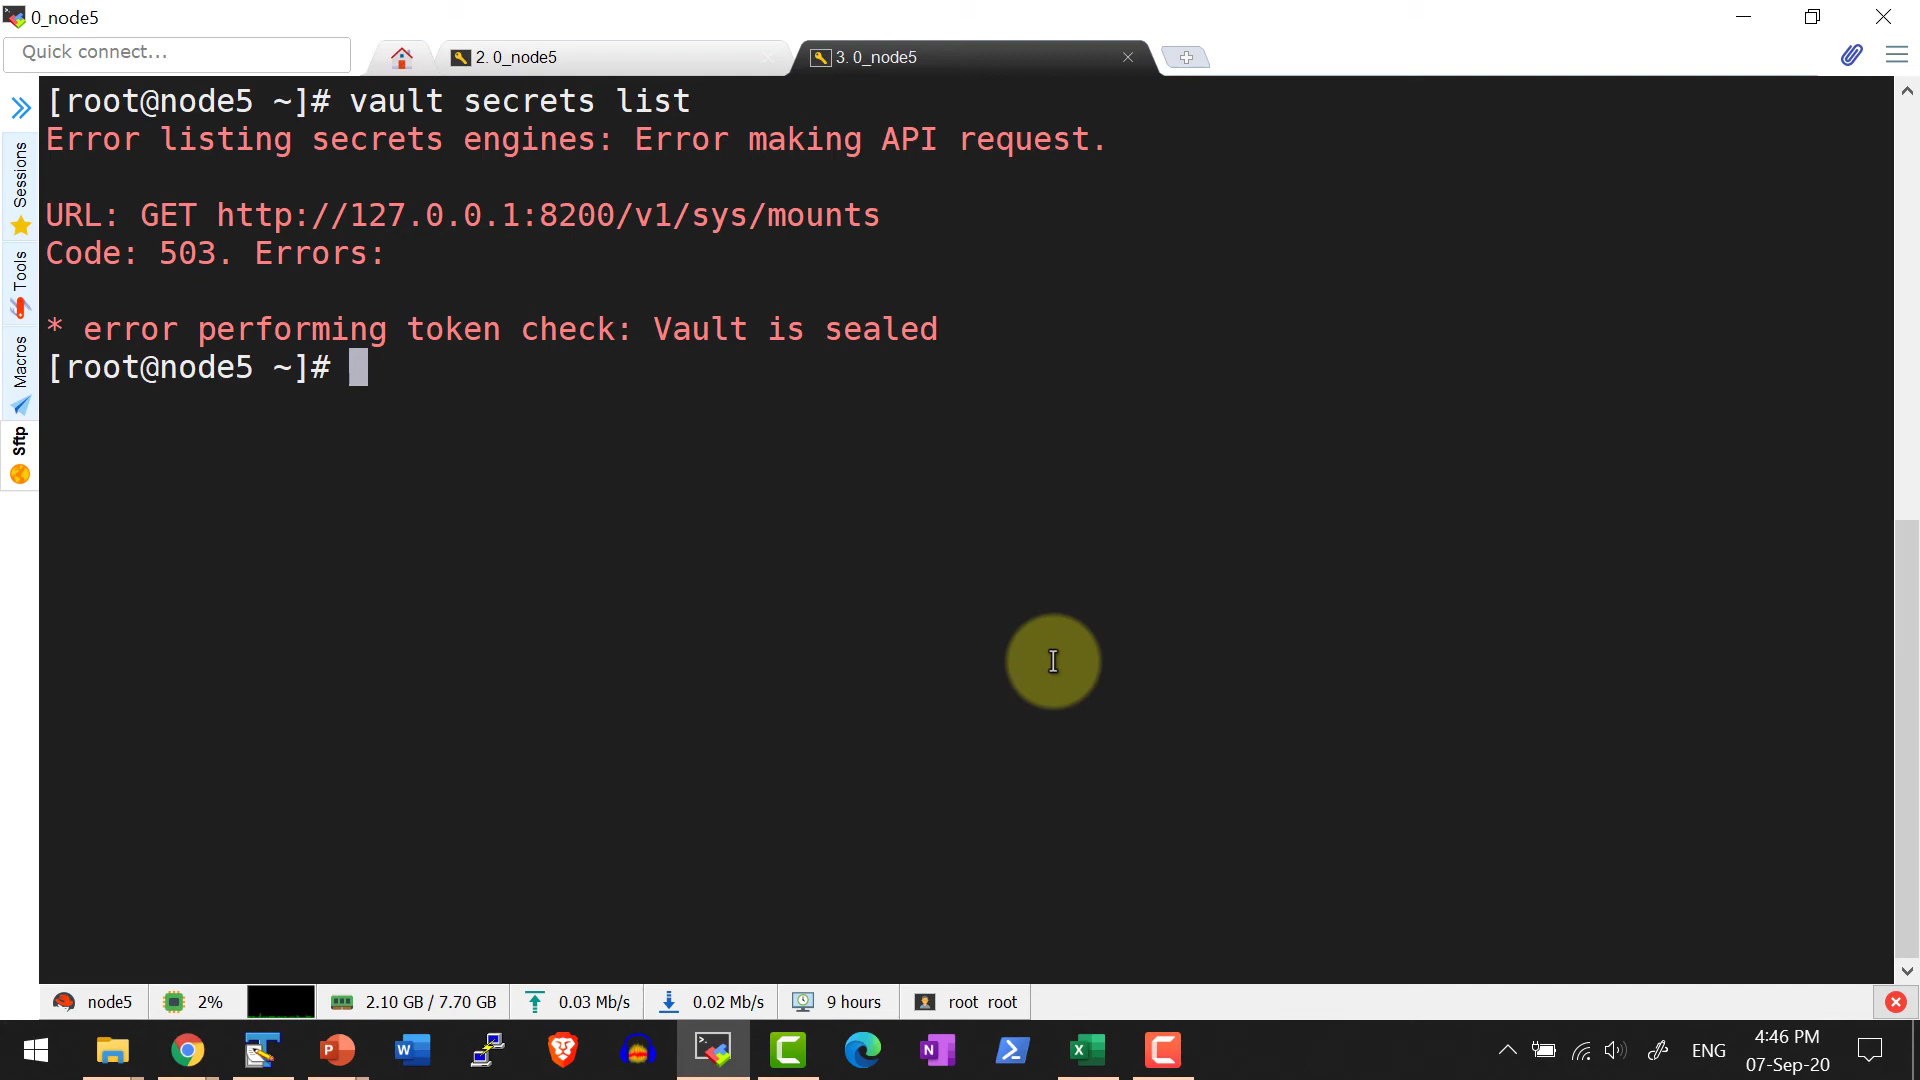 0_node5
Quick connect...
2. 0_node5
3. 0_node5
[root@node5 ~]# vault secrets list
Error listing secrets engines: Error making API request.
URL: GET http://127.0.0.1:8200/v1/sys/mounts
Code: 503. Errors:
* error performing token check: Vault is sealed
[root@node5 ~]#
Sessions
Tools
Macros
Sftp
node5
2%
2.10 GB / 7.70 GB
0.03 Mb/s
0.02 Mb/s
9 hours
root root
ENG
4:46 PM
07-Sep-20